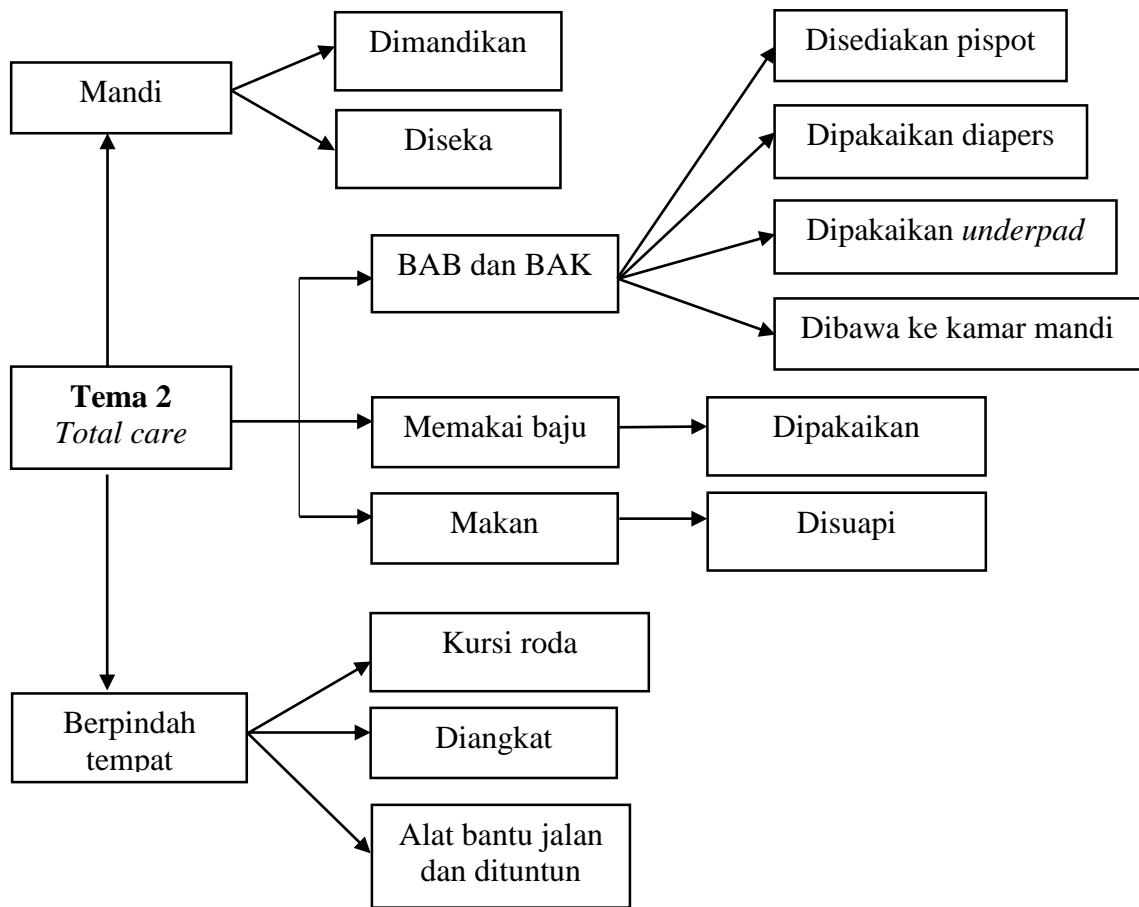 Dimandikan
Disediakan pispot
Mandi
Diseka
Dipakaikan diapers
Dipakaikan underpad
BAB dan BAK
Dibawa ke kamar mandi
Tema 2
Total care
Memakai baju
Dipakaikan
Makan
Disuapi
Kursi roda
Berpindah
tempat
Diangkat
Alat bantu jalan
dan dituntun